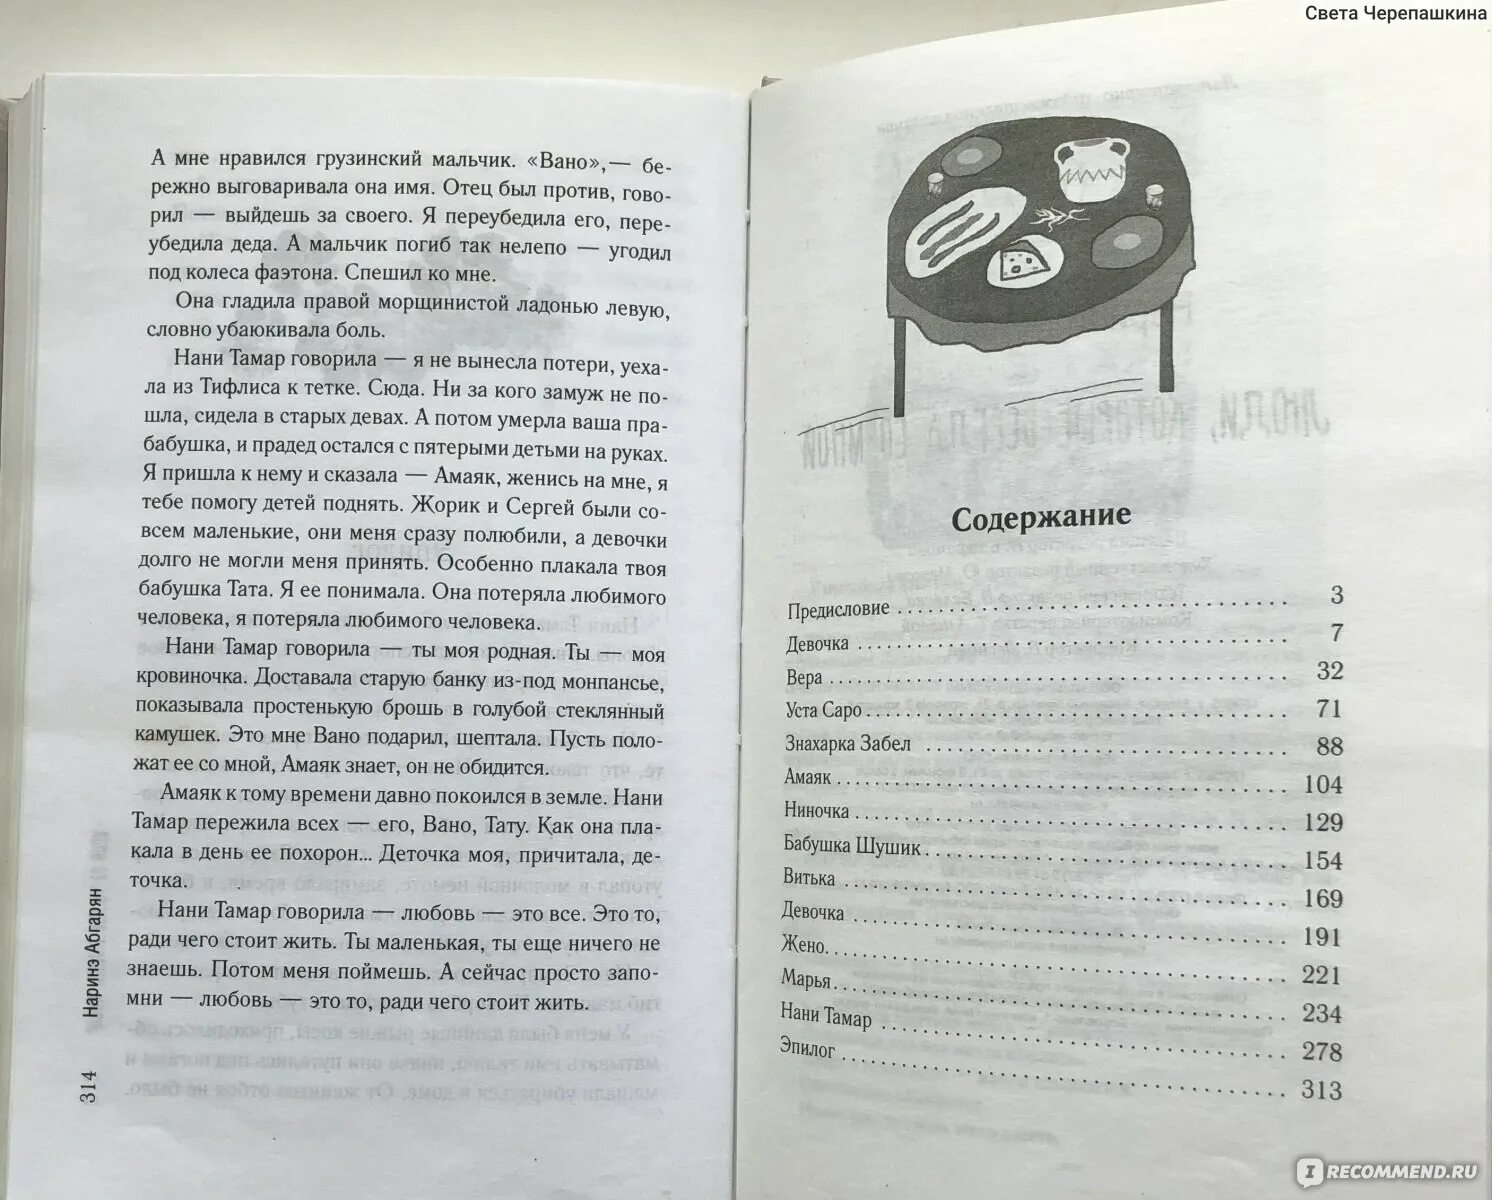 Света Черепашкина
А мне нравился грузинский мальчик. «Вано»,— бе-
режно выговаривала она имя. Отец был против, гово-
рил — выйдешь за своего. Я переубедила его, пере-
убедила деда. А мальчик погиб так нелепо — угодил
под колеса фаэтона. Спешил ко мне.
Она гладила правой морщинистой ладонью левую,
словно убаюкивала боль.
Нани Тамар говорила — я не вынесла потери, уеха-
ла из Тифлиса к тетке. Сюда. Ни за кого замуж не по-
шла, сидела в старых девах. А потом умерла ваша пра-
бабушка, и прадед остался с пятерыми детьми на руках.
Я пришла к нему и сказала — Амаяк, женись на мне, я
тебе помогу детей поднять. Жорик и Сергей были со-
всем маленькие, они меня сразу полюбили, а девочки
долго не могли меня принять. Особенно плакала твоя
бабушка Тата. Я ее понимала. Она потеряла любимого
человека, я потеряла любимого человека.
Нани Тамар говорила — ты моя родная. Ты — моя
кровиночка. Доставала старую банку из-под монпансье,
показывала простенькую брошь в голубой стеклянный
камушек. Это мне Вано подарил, шептала. Пусть поло-
жат ее со мной, Амаяк знает, он не обидится.
Амаяк к тому времени давно покоился в земле. Нани
Тамар пережила всех — его, Вано, Тату. Как она пла-
кала в день ее похорон... Деточка моя, причитала, де-
точка.
Нани Тамар говорила — любовь — это все. Это то,
ради чего стоит жить. Ты маленькая, ты еще ничего не
знаешь. Потом меня поймешь. А сейчас просто запо-
мни — любовь — это то, ради чего стоит жить.
Наринэ Абгарян
314
Содержание
Предисловие 3
Девочка 7
Вера 32
Уста Саро 71
Знахарка Забел 88
Амаяк 104
Ниночка 129
Бабушка Шушик 154
Витька 169
Девочка 191
Жено 221
Марья 234
Нани Тамар 278
Эпилог 313
IRECOMMEND.RU